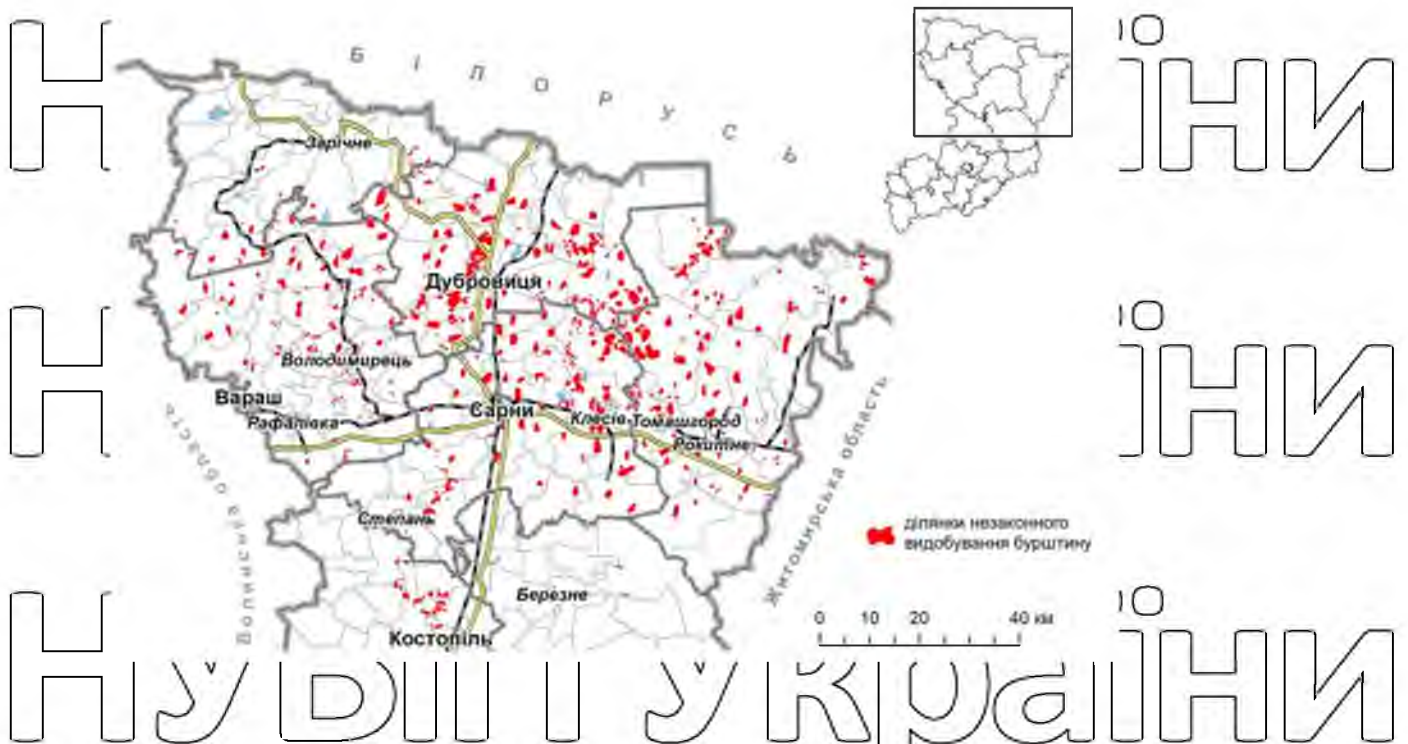 БІЛОРУСЬ
Зарічне
Дубровиця
Володимирець
Вараш
Рафалівка
Сарни
Клесів
Томашгород
Рокитне
Степань
Березне
Костопіль
Волинська область
Житомирська область
ділянки незаконного
видобування бурштину
0 10 20 40 км
НУБІП України